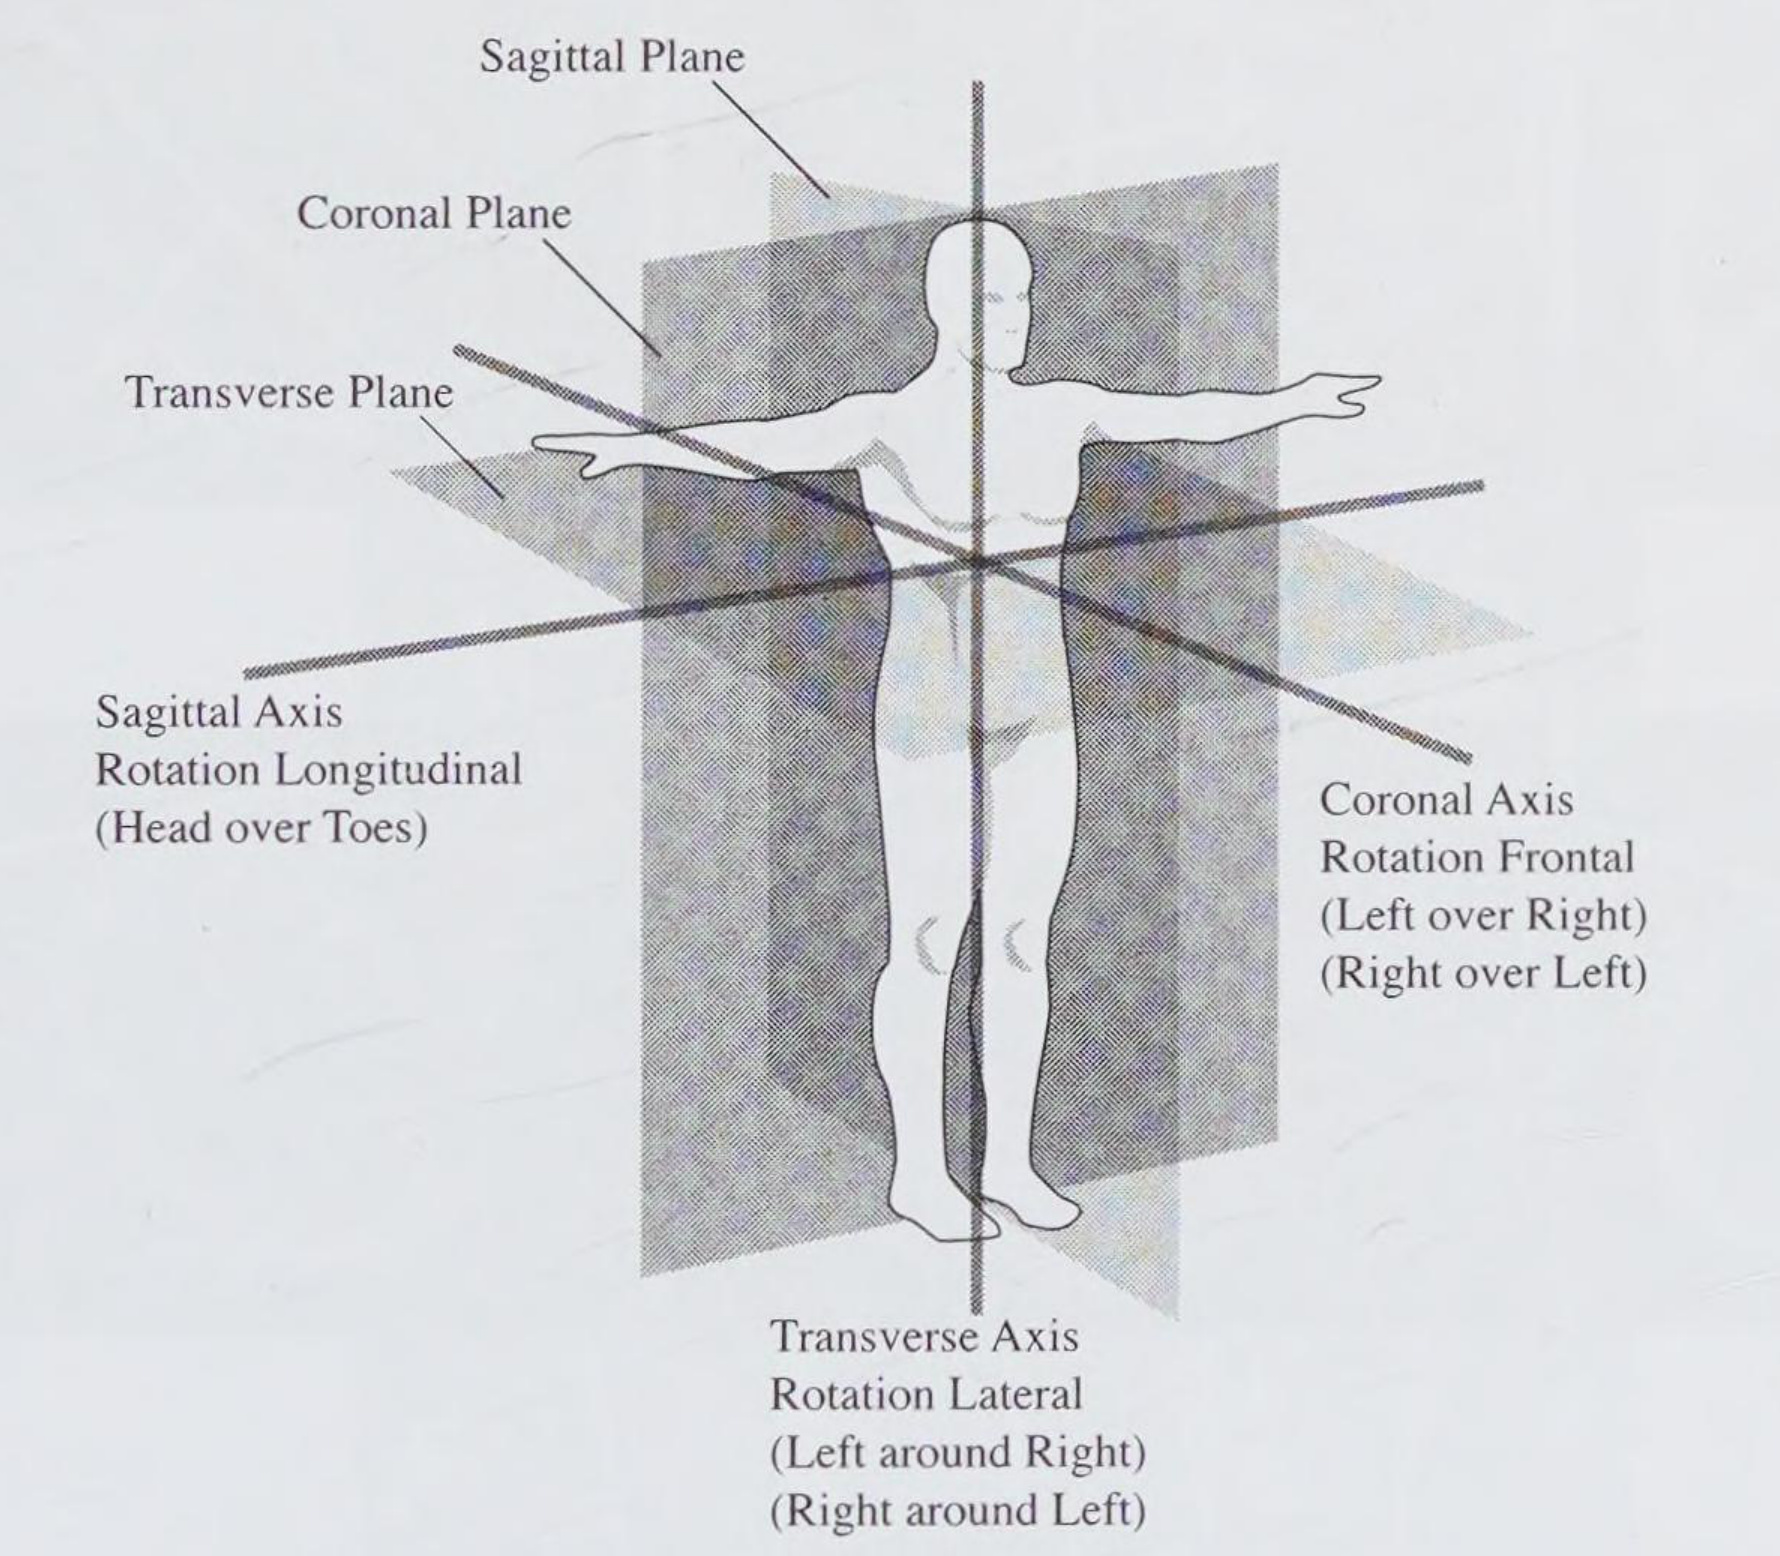 Sagittal Plane
Coronal Plane
Transverse Plane
Sagittal Axis
Rotation Longitudinal
(Head over Toes)
Coronal Axis
Rotation Frontal
(Left over Right)
(Right over Left)
Transverse Axis
Rotation Lateral
(Left around Right)
(Right around Left)